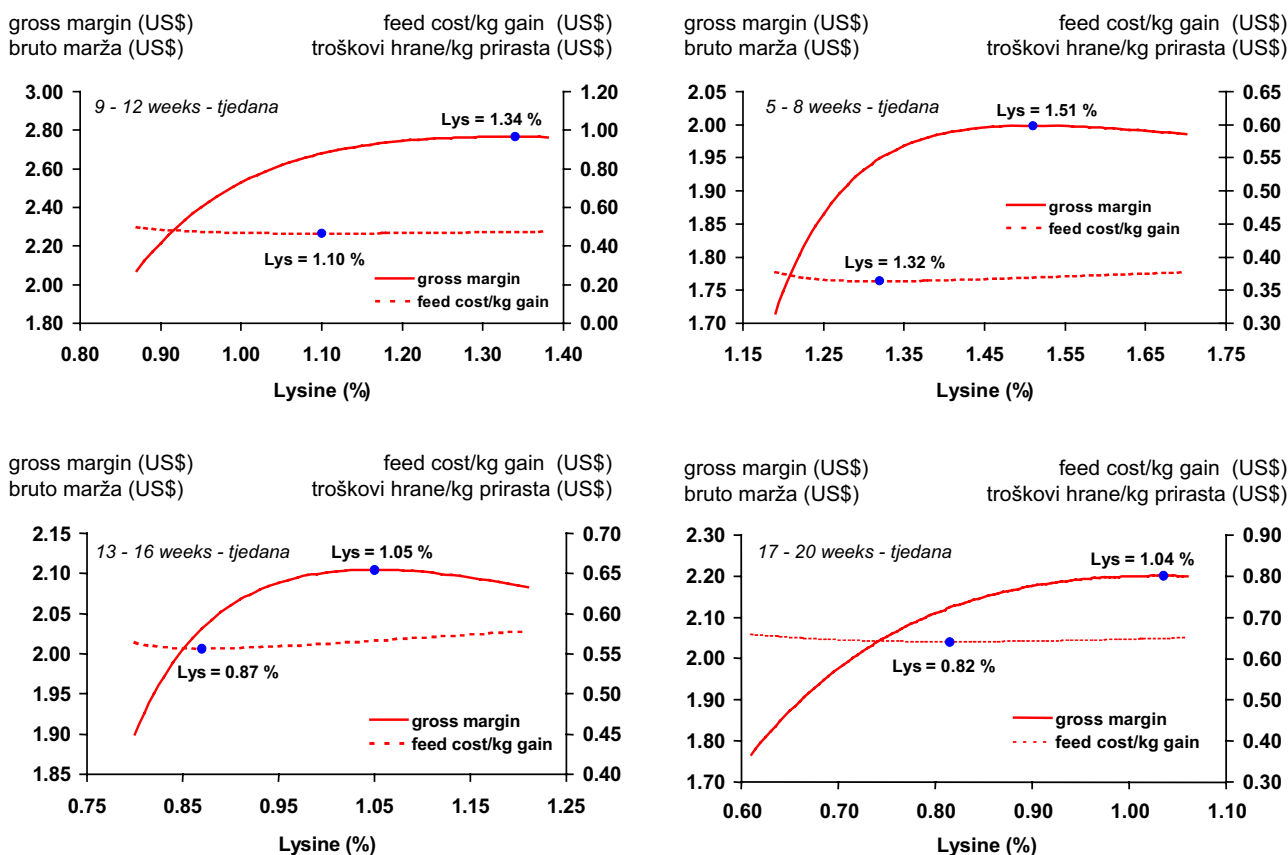 gross margin (US$) feed cost/kg gain (US$)
bruto marža (US$) troškovi hrane/kg prirasta (US$)
3.00 1.20
9 - 12 weeks - tjedana
Lys = 1.34 %
2.80 1.00
2.60 0.80
2.40 0.60
2.20 0.40
Lys = 1.10 %
gross margin
2.00 0.20
feed cost/kg gain
1.80 0.00
0.80 0.90 1.00 1.10 1.20 1.30 1.40
Lysine (%)
gross margin (US$) feed cost/kg gain (US$)
bruto marža (US$) troškovi hrane/kg prirasta (US$)
2.05 0.65
5 - 8 weeks - tjedana
Lys = 1.51 %
2.00 0.60
1.95 0.55
1.90 0.50
gross margin
1.85 0.45
feed cost/kg gain
1.80 0.40
Lys = 1.32 %
1.75 0.35
1.70 0.30
1.15 1.25 1.35 1.45 1.55 1.65 1.75
Lysine (%)
gross margin (US$) feed cost/kg gain (US$)
bruto marža (US$) troškovi hrane/kg prirasta (US$)
2.15 0.70
13 - 16 weeks - tjedana
Lys = 1.05 %
2.10 0.65
2.05 0.60
2.00 0.55
Lys = 0.87 %
1.95 0.50
gross margin
1.90 0.45
feed cost/kg gain
1.85 0.40
0.75 0.85 0.95 1.05 1.15 1.25
Lysine (%)
gross margin (US$) feed cost/kg gain (US$)
bruto marža (US$) troškovi hrane/kg prirasta (US$)
2.30 0.90
17 - 20 weeks - tjedana
Lys = 1.04 %
2.20 0.80
2.10 0.70
2.00 0.60
Lys = 0.82 %
1.90 0.50
gross margin
1.80 0.40
feed cost/kg gain
1.70 0.30
0.60 0.70 0.80 0.90 1.00 1.10
Lysine (%)